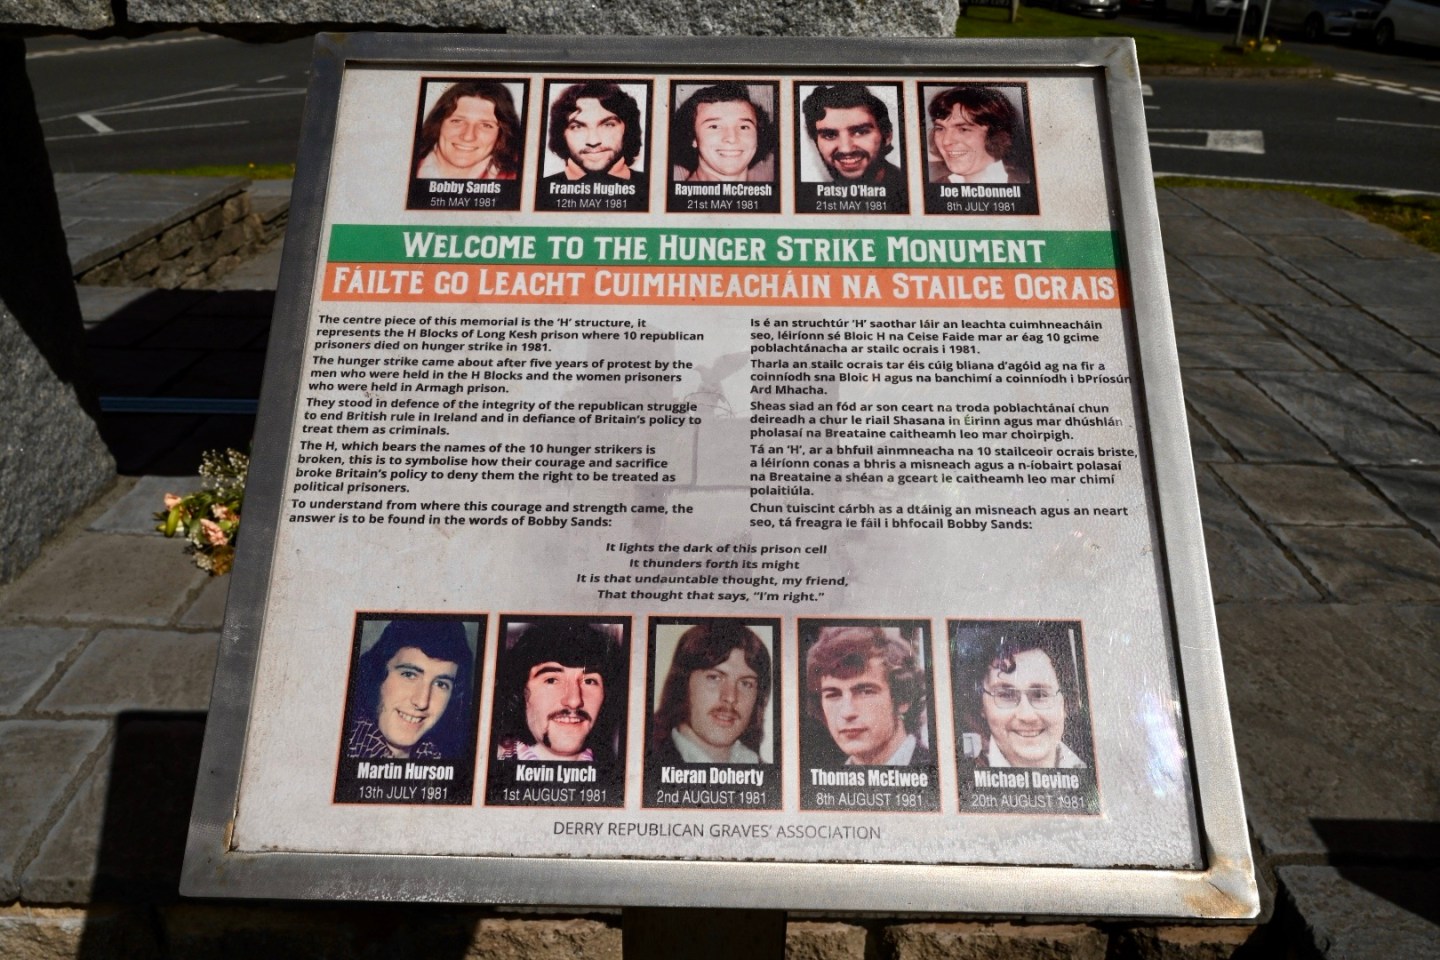 Bobby Sands
5th MAY 1981
Francis Hughes
12th MAY 1981
Raymond McCreesh
21st MAY 1981
Patsy O'Hara
21st MAY 1981
Joe McDonnell
8th JULY 1981
WELCOME TO THE HUNGER STRIKE MONUMENT
FÁILTE GO LEACHT CUIMHNEACHÁIN NA STAILCE OCRAIS
The centre piece of this memorial is the 'H' structure, it
represents the H Blocks of Long Kesh prison where 10 republican
prisoners died on hunger strike in 1981.
The hunger strike came about after five years of protest by the
men who were held in the H Blocks and the women prisoners
who were held in Armagh prison.
They stood in defence of the integrity of the republican struggle
to end British rule in Ireland and in defiance of Britain's policy to
treat them as criminals.
The H, which bears the names of the 10 hunger strikers is
broken, this is to symbolise how their courage and sacrifice
broke Britain's policy to deny them the right to be treated as
political prisoners.
To understand from where this courage and strength came, the
answer is to be found in the words of Bobby Sands:
Is é an struchtúr 'H' saothar láir an leachta cuimhneacháin
seo, léiríonn sé Bloic H na Ceise Faide mar ar éag 10 gcime
poblachtánacha ar stailc ocrais i 1981.
Tharla an stailc ocrais tar éis cúig bliana d'agóid ag na fir a
coinníodh sna Bloic H agus na banchimí a coinníodh i bPríosún
Ard Mhacha.
Sheas siad an fód ar son ceart na troda poblachtánaí chun
deireadh a chur le riail Shasana in Éirinn agus mar dhúshlán
pholasaí na Breataine caitheamh leo mar choirpigh.
Tá an 'H', ar a bhfuil ainmneacha na 10 stailceoir ocrais briste,
a léiríonn conas a bhris a misneach agus a n-íobairt polasaí
na Breataine a shéan a gceart le caitheamh leo mar chimí
polaitiúla.
Chun tuiscint cárbh as a dtáinig an misneach agus an neart
seo, tá freagra le fáil i bhfocail Bobby Sands:
It lights the dark of this prison cell
It thunders forth its might
It is that undauntable thought, my friend,
That thought that says, "I'm right."
Martin Hurson
13th JULY 1981
Kevin Lynch
1st AUGUST 1981
Kieran Doherty
2nd AUGUST 1981
Thomas McElwee
8th AUGUST 1981
Michael Devine
20th AUGUST 1981
DERRY REPUBLICAN GRAVES' ASSOCIATION